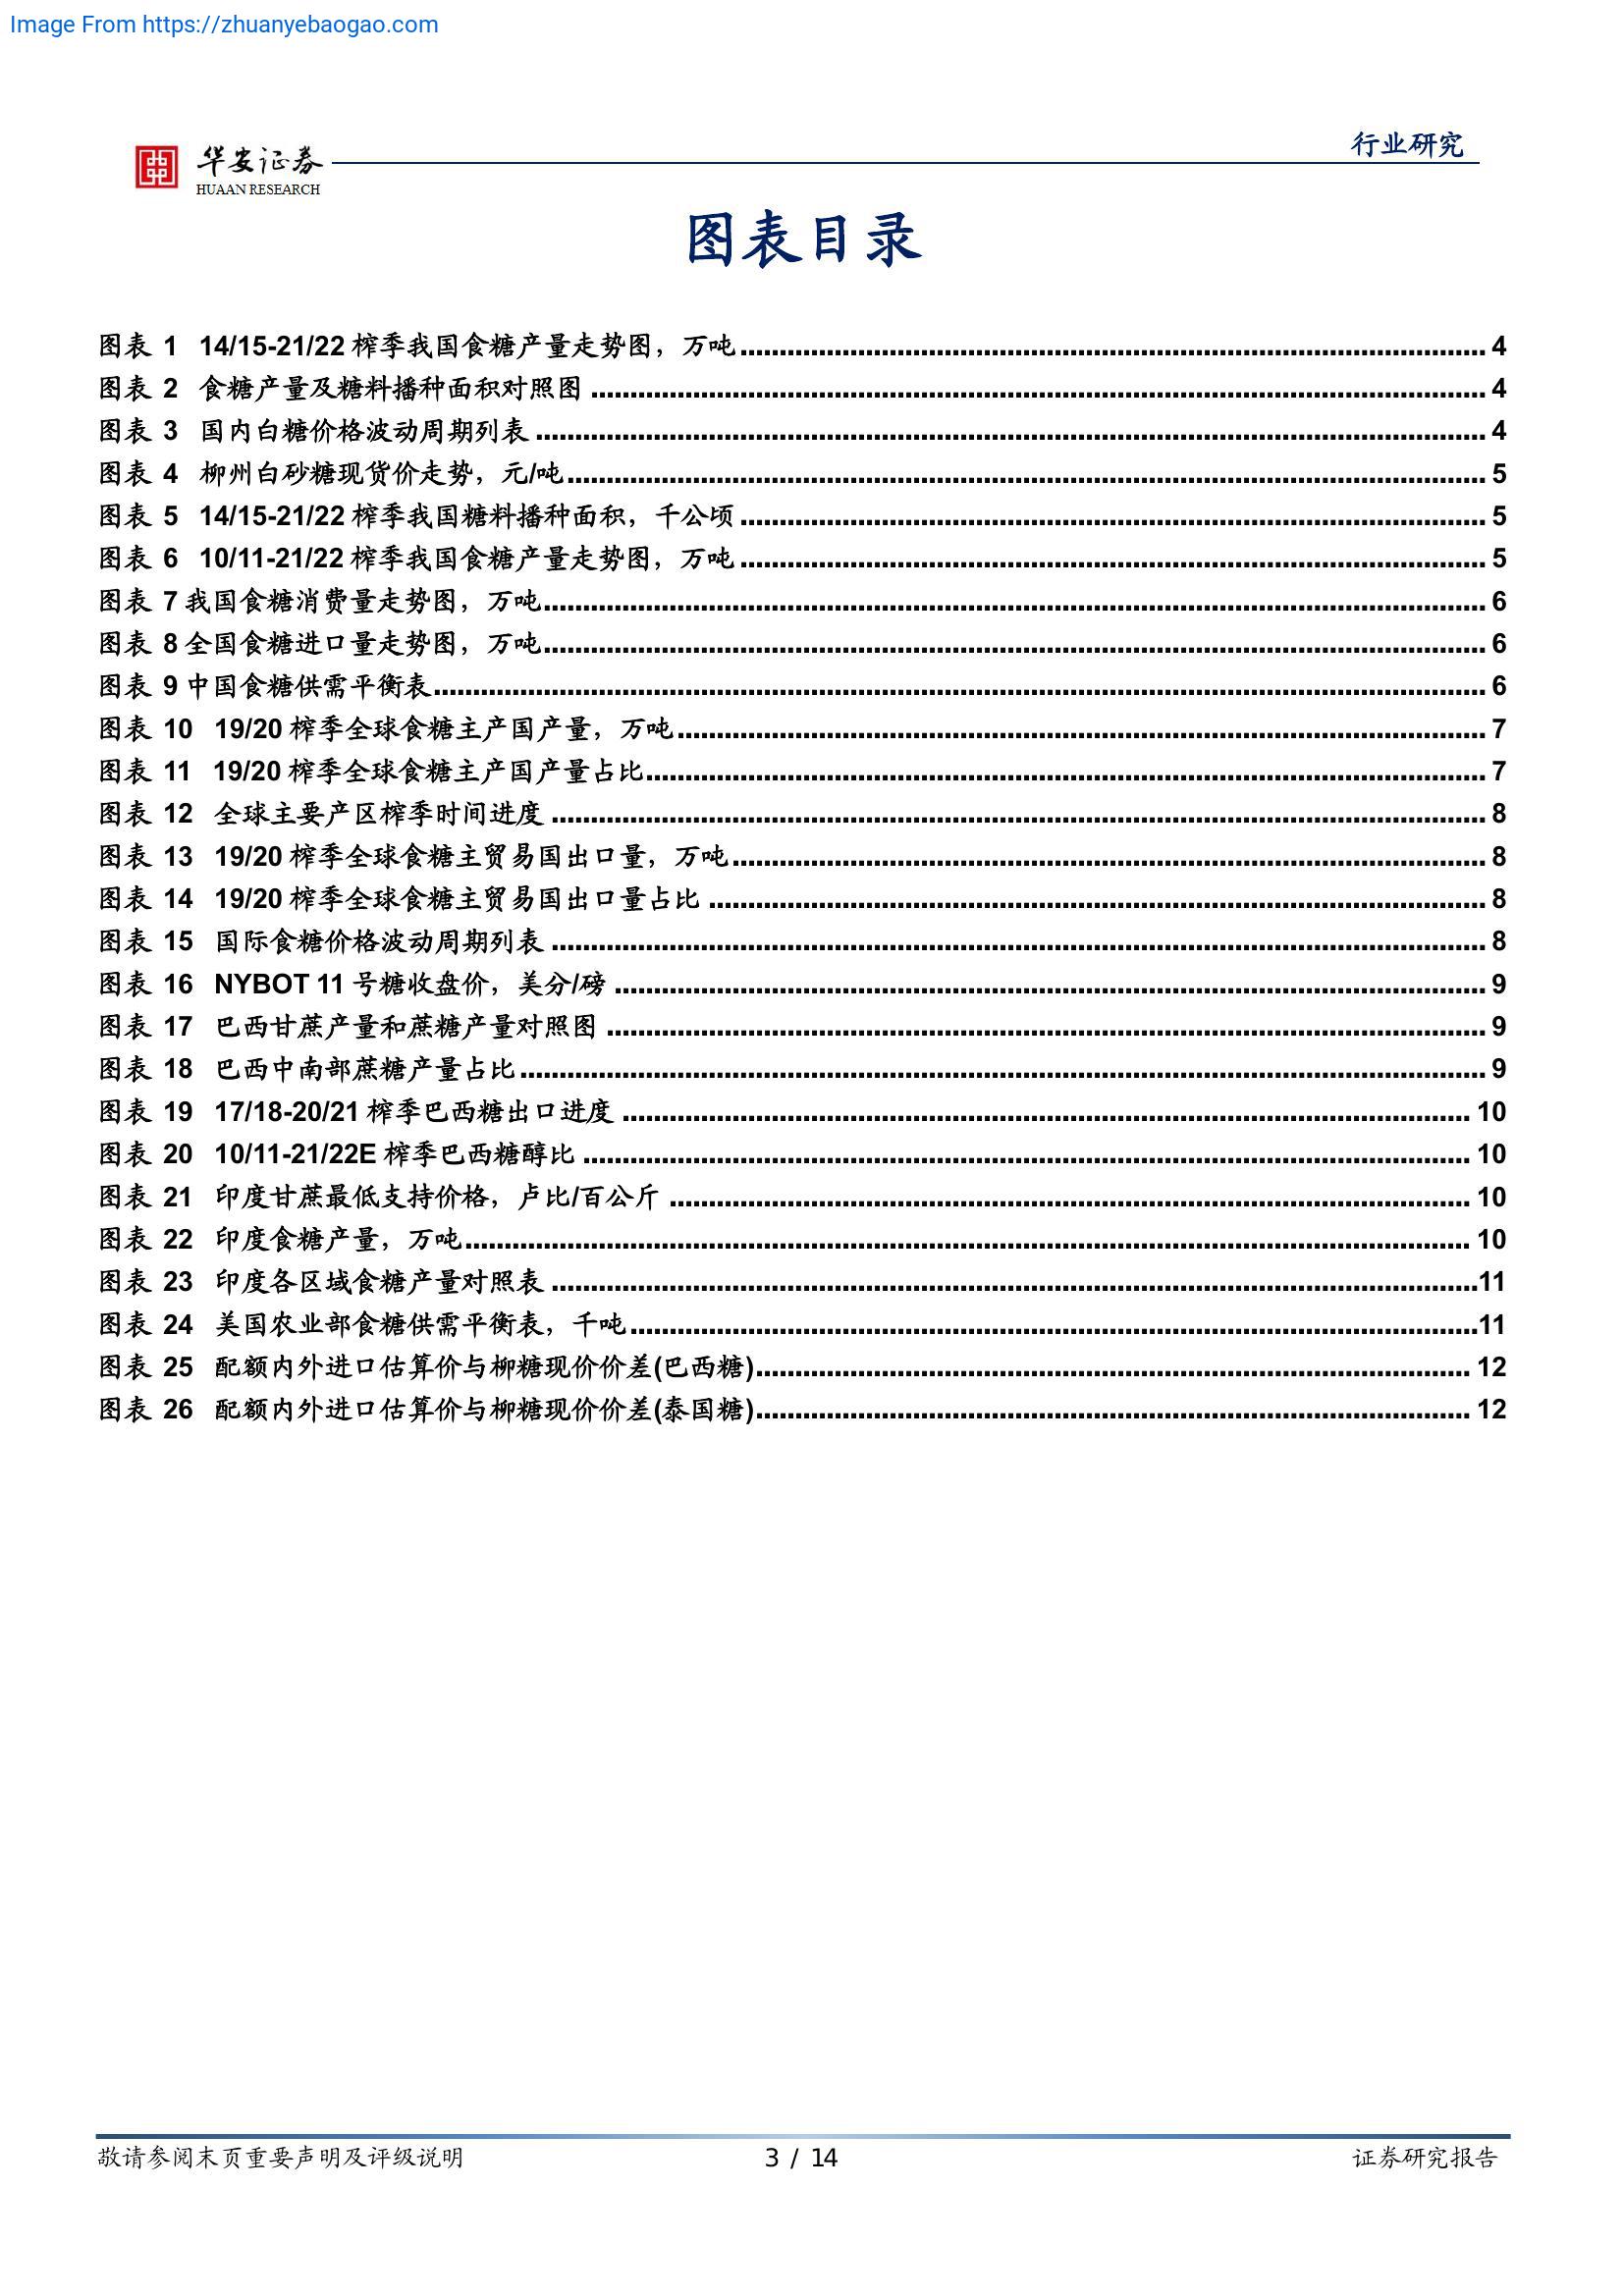 Image From https://zhuanyebaogao.com
行业研究
华安证券
HUAAN RESEARCH
图表目录
图表 1 14/15-21/22 榨季我国食糖产量走势图，万吨 4
图表 2 食糖产量及糖料播种面积对照图 4
图表 3 国内白糖价格波动周期列表 4
图表 4 柳州白砂糖现货价走势，元/吨 5
图表 5 14/15-21/22 榨季我国糖料播种面积，千公顷 5
图表 6 10/11-21/22 榨季我国食糖产量走势图，万吨 5
图表 7 我国食糖消费量走势图，万吨 6
图表 8 全国食糖进口量走势图，万吨 6
图表 9 中国食糖供需平衡表 6
图表 10 19/20 榨季全球食糖主产国产量，万吨 7
图表 11 19/20 榨季全球食糖主产国产量占比 7
图表 12 全球主要产区榨季时间进度 8
图表 13 19/20 榨季全球食糖主贸易国出口量，万吨 8
图表 14 19/20 榨季全球食糖主贸易国出口量占比 8
图表 15 国际食糖价格波动周期列表 8
图表 16 NYBOT 11 号糖收盘价，美分/磅 9
图表 17 巴西甘蔗产量和蔗糖产量对照图 9
图表 18 巴西中南部蔗糖产量占比 9
图表 19 17/18-20/21 榨季巴西糖出口进度 10
图表 20 10/11-21/22E 榨季巴西糖醇比 10
图表 21 印度甘蔗最低支持价格，卢比/百公斤 10
图表 22 印度食糖产量，万吨 10
图表 23 印度各区域食糖产量对照表 11
图表 24 美国农业部食糖供需平衡表，千吨 11
图表 25 配额内外进口估算价与柳糖现价价差(巴西糖) 12
图表 26 配额内外进口估算价与柳糖现价价差(泰国糖) 12
敬请参阅末页重要声明及评级说明 3 / 14 证券研究报告